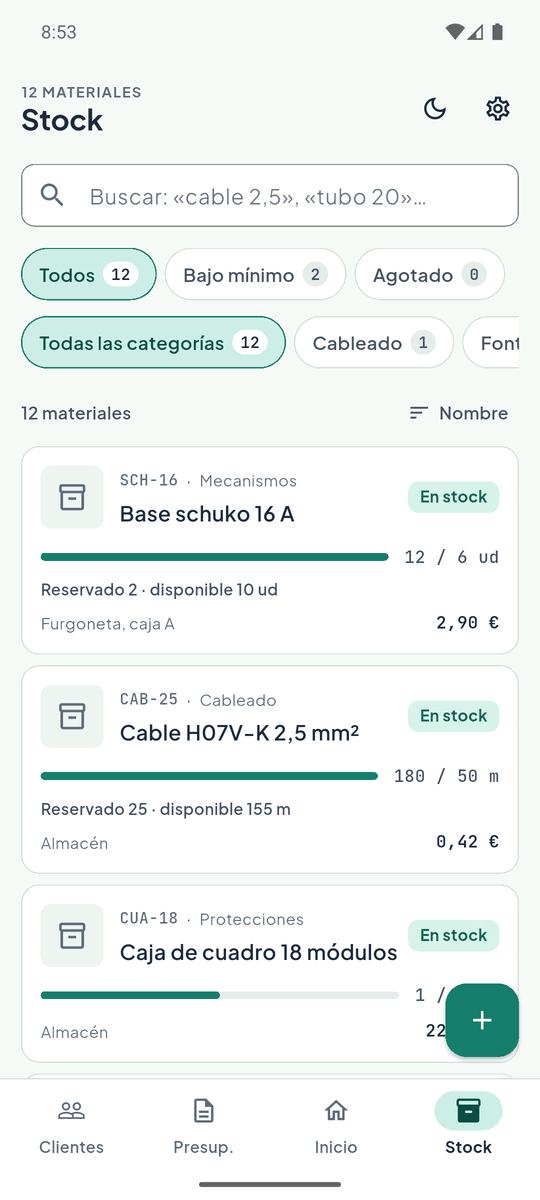 8:53
12 MATERIALES
Stock
Buscar: «cable 2,5», «tubo 20»…
Todos 12 Bajo mínimo 2 Agotado 0
Todas las categorías 12 Cableado 1 Font
12 materiales Nombre
SCH-16 · Mecanismos
Base schuko 16 A
En stock
12 / 6 ud
Reservado 2 · disponible 10 ud
Furgoneta, caja A 2,90 €
CAB-25 · Cableado
Cable H07V-K 2,5 mm²
En stock
180 / 50 m
Reservado 25 · disponible 155 m
Almacén 0,42 €
CUA-18 · Protecciones
Caja de cuadro 18 módulos
En stock
1 /
Almacén 22
Clientes Presup. Inicio Stock